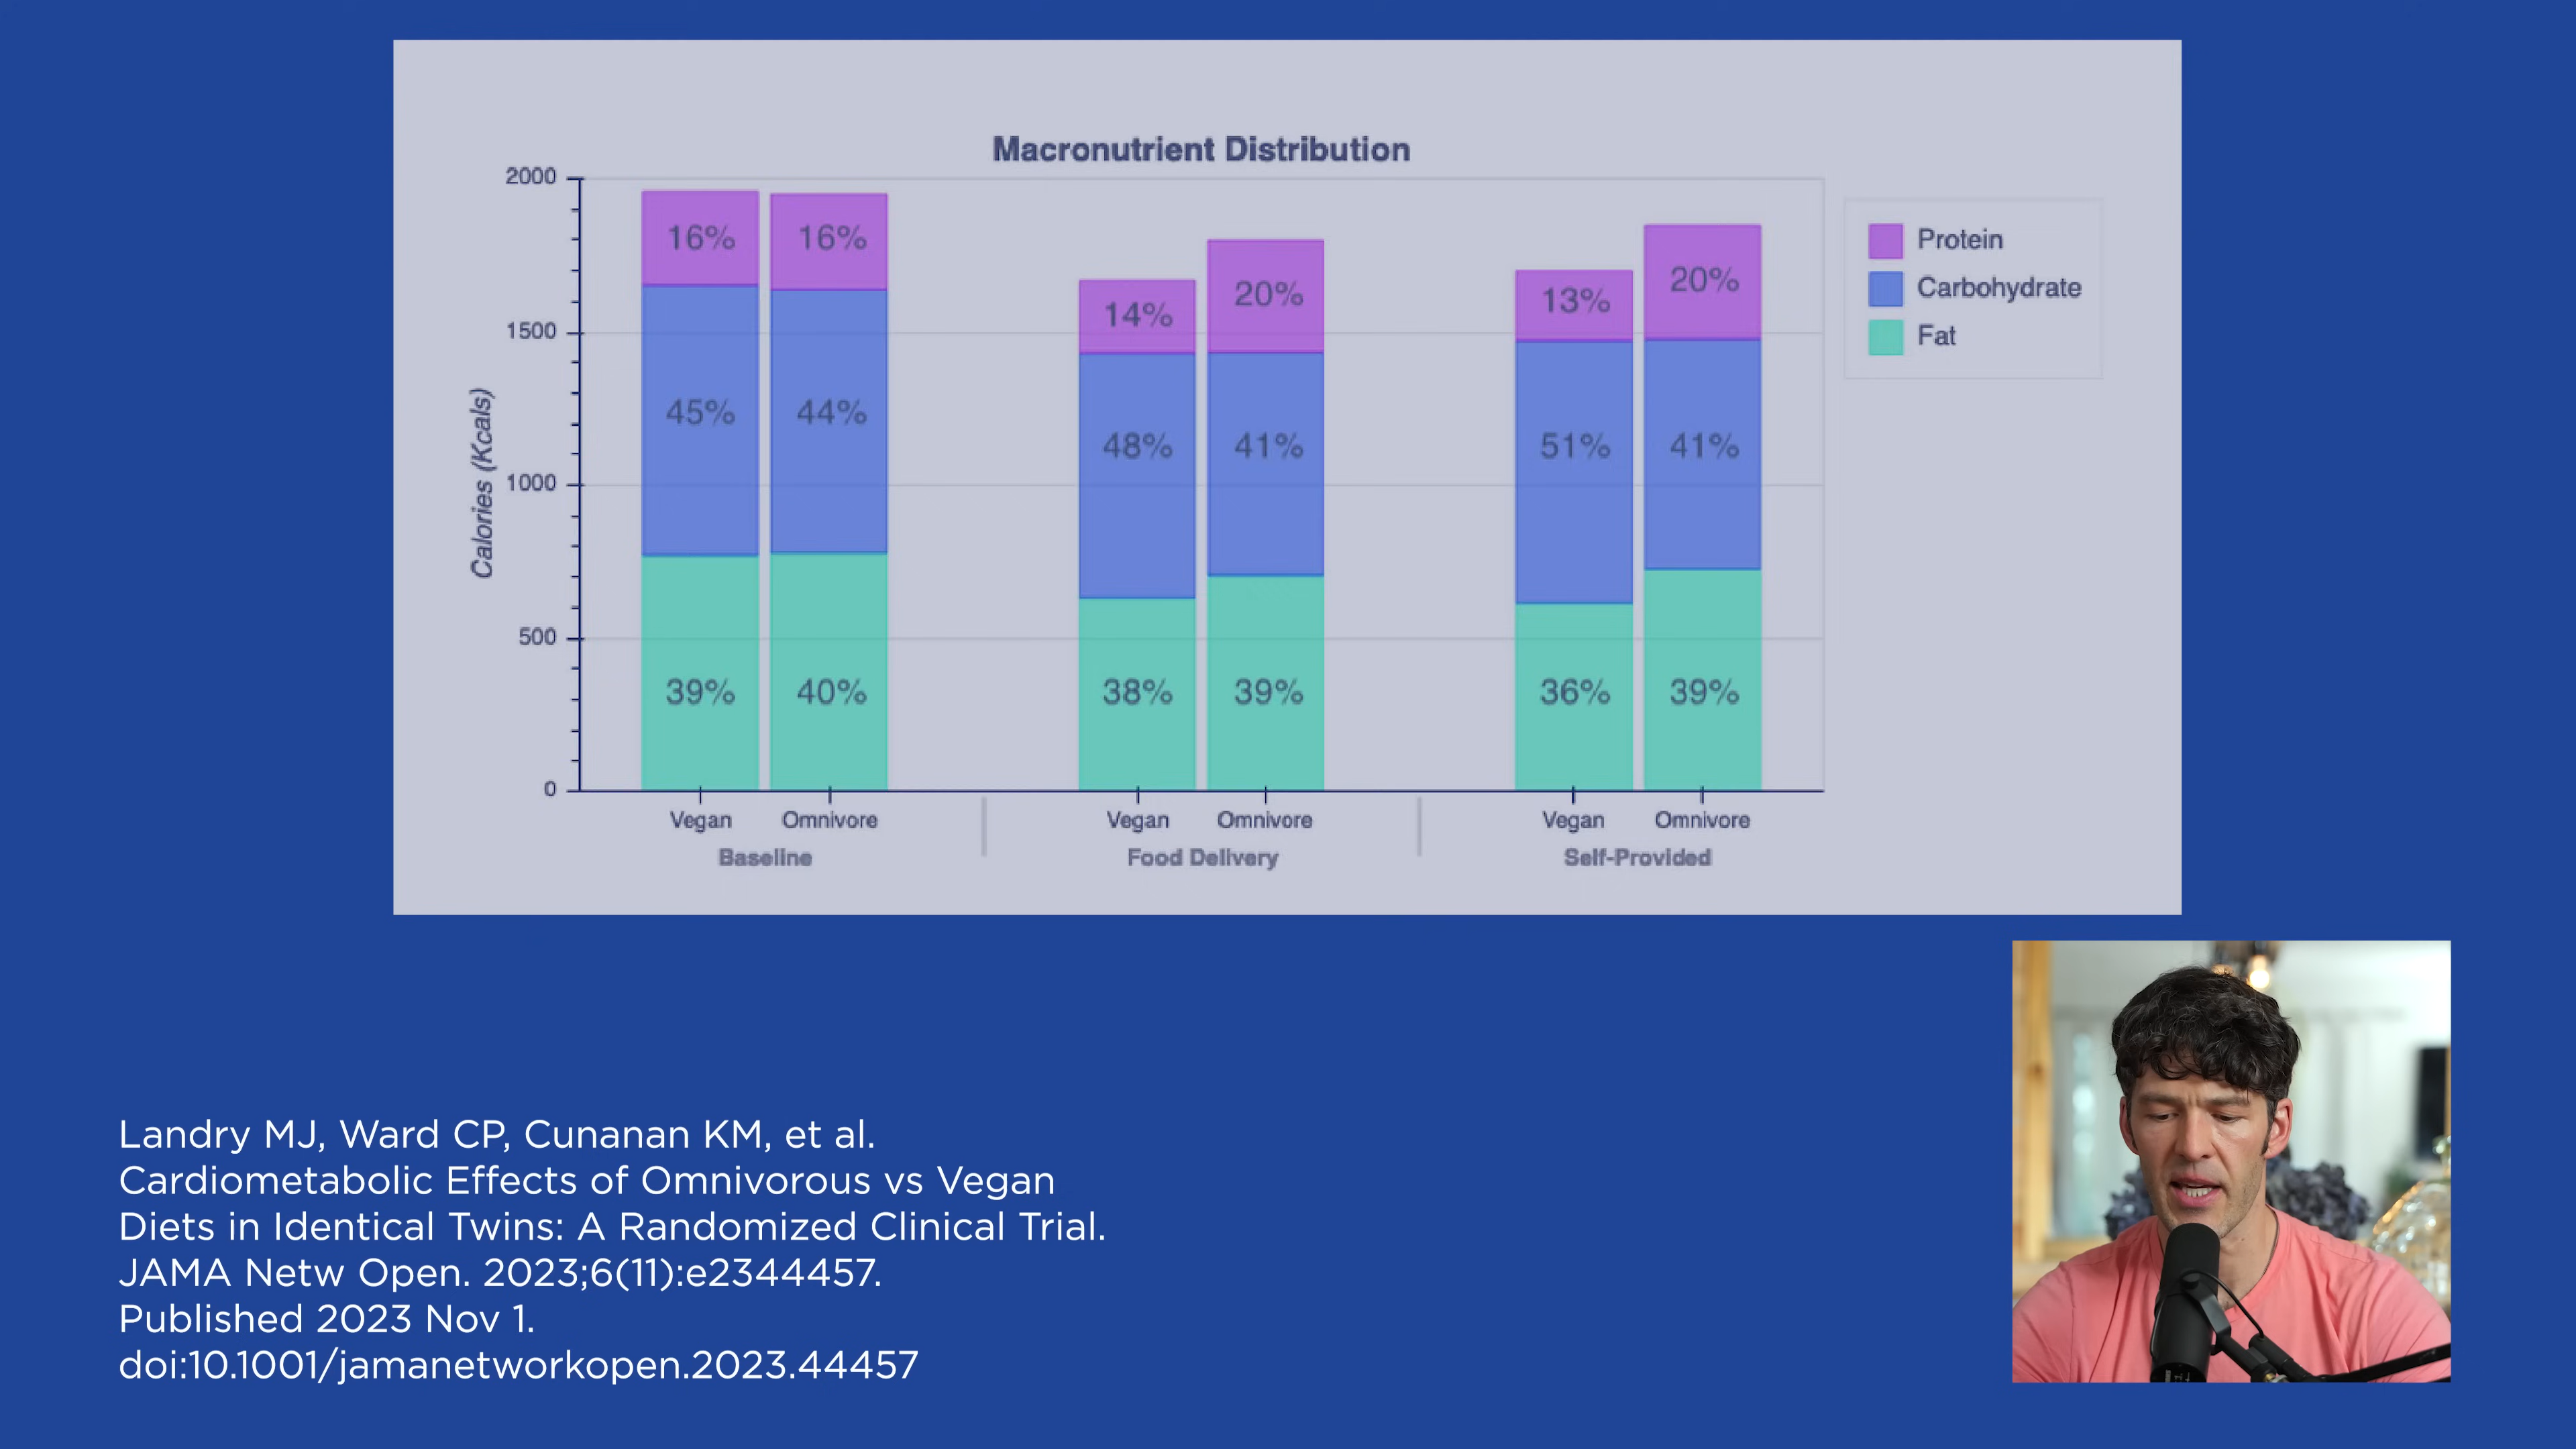 Macronutrient Distribution
2000
1500
1000
500
0
Calories (Kcals)
16% 16%
45% 44%
39% 40%
14% 20%
48% 41%
38% 39%
13% 20%
51% 41%
36% 39%
Vegan Omnivore Vegan Omnivore Vegan Omnivore
Baseline Food Delivery Self-Provided
Protein
Carbohydrate
Fat
Landry MJ, Ward CP, Cunanan KM, et al.
Cardiometabolic Effects of Omnivorous vs Vegan
Diets in Identical Twins: A Randomized Clinical Trial.
JAMA Netw Open. 2023;6(11):e2344457.
Published 2023 Nov 1.
doi:10.1001/jamanetworkopen.2023.44457